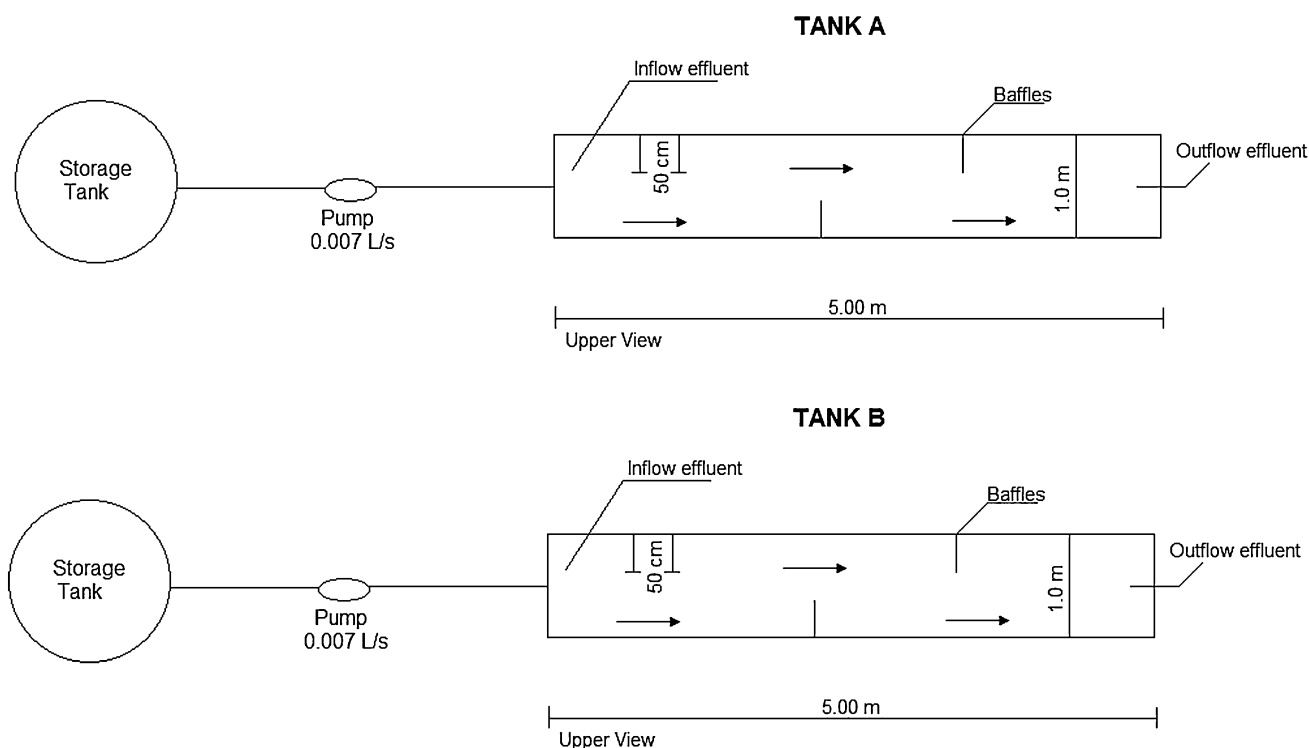 TANK A
Inflow effluent
Baffles
Storage
Tank
Pump
0.007 L/s
50 cm
1.0 m
Outflow effluent
5.00 m
Upper View
TANK B
Inflow effluent
Baffles
Storage
Tank
Pump
0.007 L/s
50 cm
1.0 m
Outflow effluent
5.00 m
Upper View